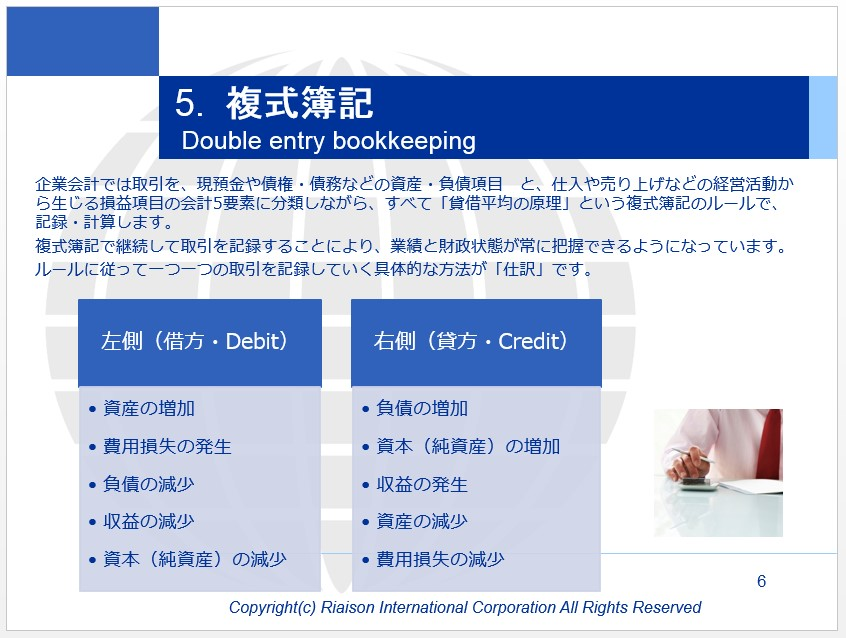 5. 複式簿記
Double entry bookkeeping
企業会計では取引を、現預金や債権・債務などの資産・負債項目　と、仕入や売り上げなどの経営活動か
ら生じる損益項目の会計5要素に分類しながら、すべて「貸借平均の原理」という複式簿記のルールで、
記録・計算します。
複式簿記で継続して取引を記録することにより、業績と財政状態が常に把握できるようになっています。
ルールに従って一つ一つの取引を記録していく具体的な方法が「仕訳」です。
左側（借方・Debit）
• 資産の増加
• 費用損失の発生
• 負債の減少
• 収益の減少
• 資本（純資産）の減少
右側（貸方・Credit）
• 負債の増加
• 資本（純資産）の増加
• 収益の発生
• 資産の減少
• 費用損失の減少
6
Copyright(c) Riaison International Corporation All Rights Reserved